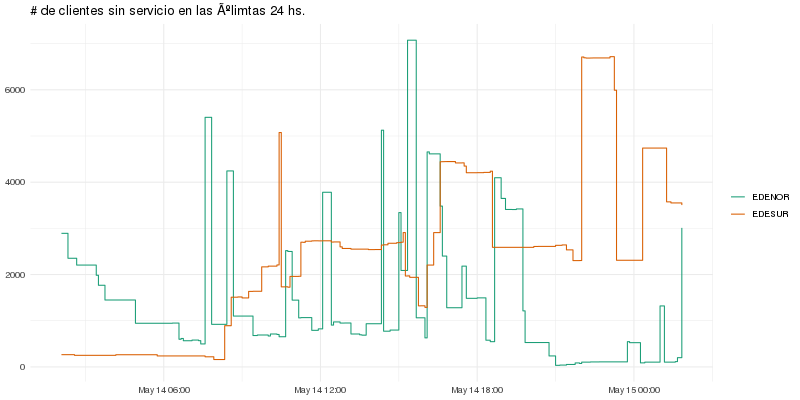 # de clientes sin servicio en las Ãºlimtas 24 hs.
6000
4000
2000
0
May 14 06:00
May 14 12:00
May 14 18:00
May 15 00:00
EDENOR
EDESUR